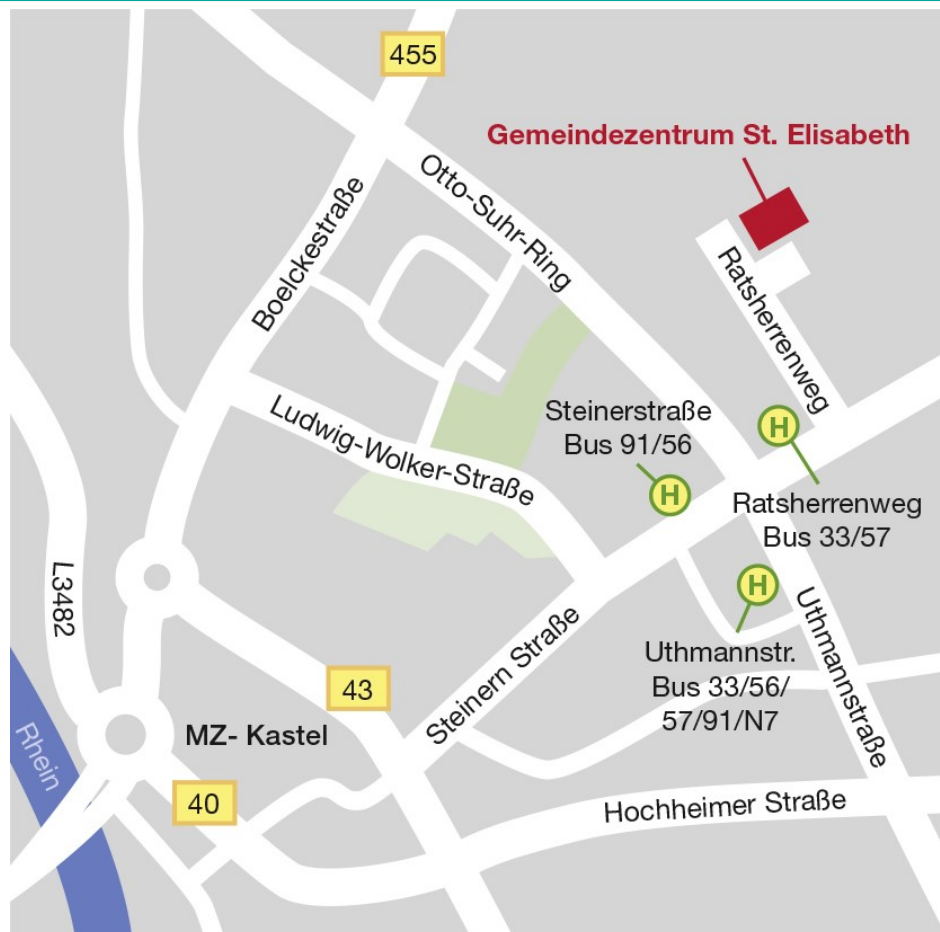 455
Gemeindezentrum St. Elisabeth
Otto-Suhr-Ring
Boelckestraße
Ratsherrenweg
Ludwig-Wolker-Straße
Steinerstraße
Bus 91/56
H
H
Ratsherrenweg
Bus 33/57
L3482
H
Uthmannstraße
Steinern Straße
Uthmannstr.
Bus 33/56/
57/91/N7
43
MZ- Kastel
Rhein
40
Hochheimer Straße